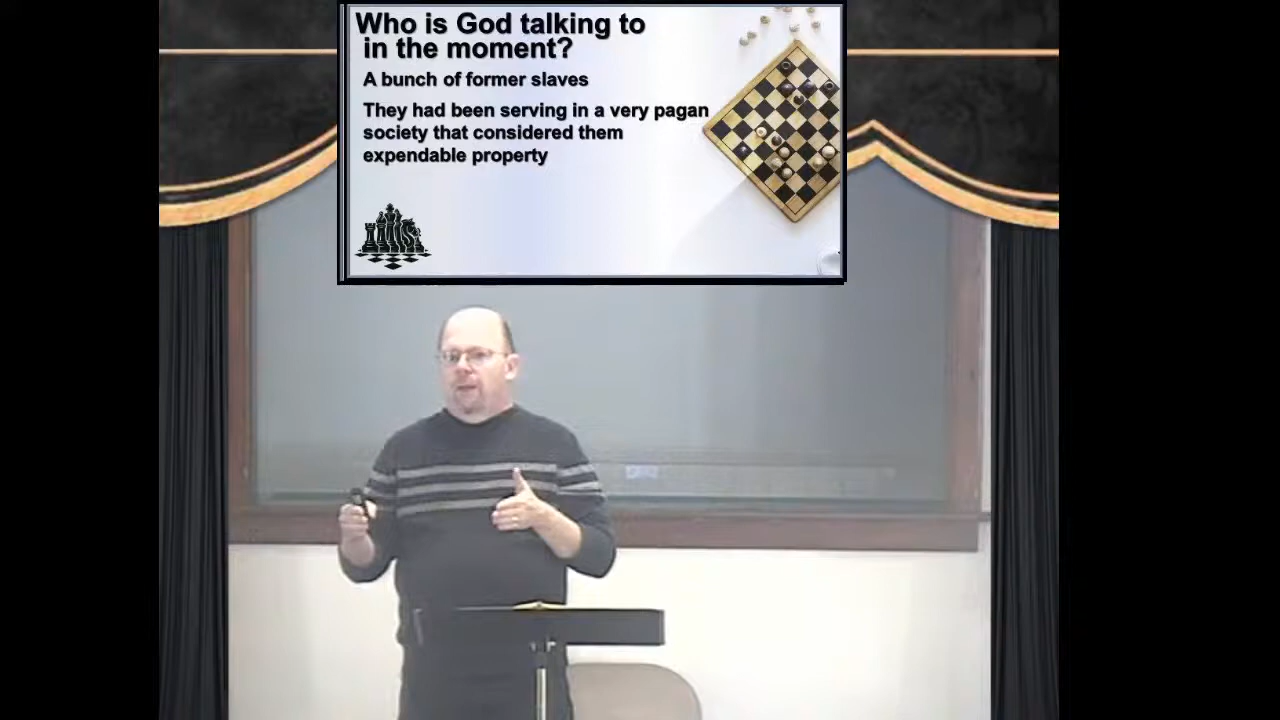 Who is God talking to
in the moment?
A bunch of former slaves
They had been serving in a very pagan
society that considered them
expendable property